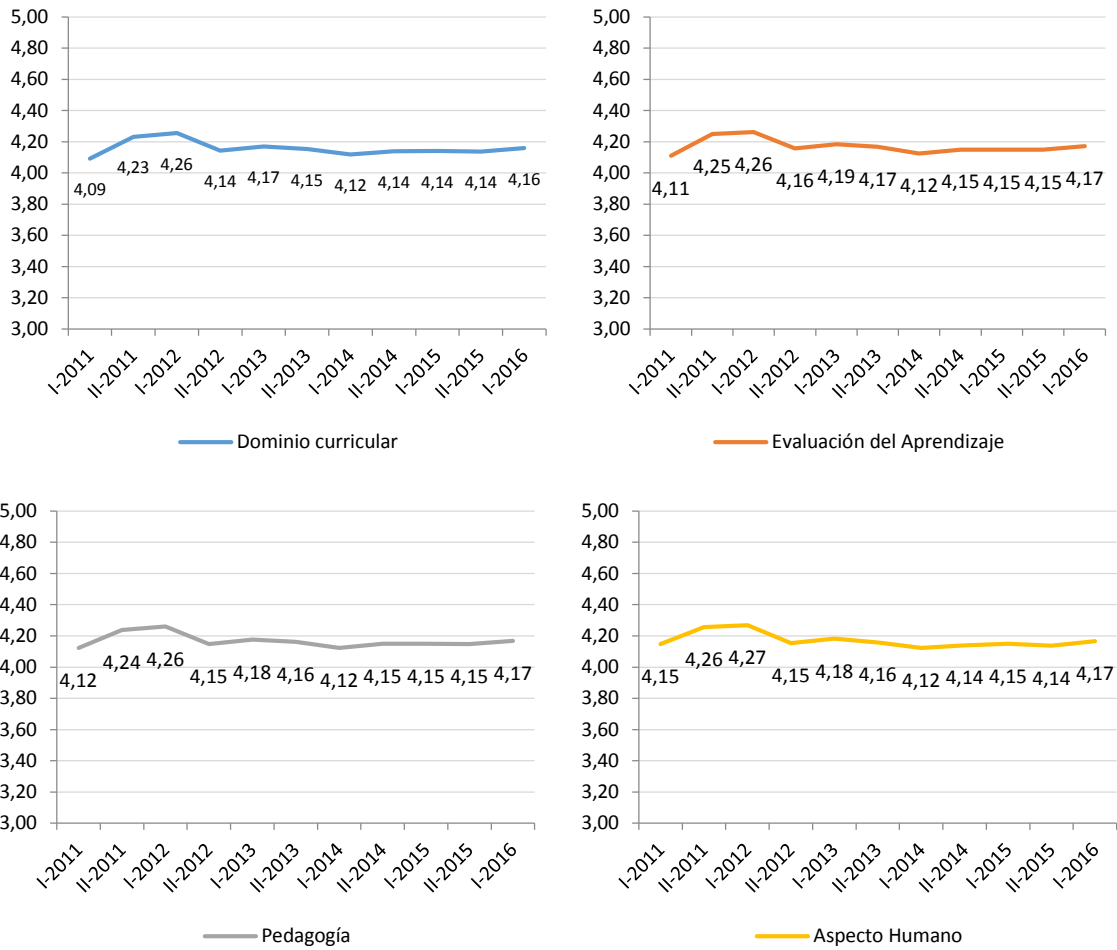 5,00
4,80
4,60
4,40
4,20
4,00
3,80
3,60
3,40
3,20
3,00
4,09
4,23
4,26
4,14
4,17
4,15
4,12
4,14
4,14
4,14
4,16
I-2011
II-2011
I-2012
II-2012
I-2013
II-2013
I-2014
II-2014
I-2015
II-2015
I-2016
Dominio curricular
5,00
4,80
4,60
4,40
4,20
4,00
3,80
3,60
3,40
3,20
3,00
4,11
4,25
4,26
4,16
4,19
4,17
4,12
4,15
4,15
4,15
4,17
I-2011
II-2011
I-2012
II-2012
I-2013
II-2013
I-2014
II-2014
I-2015
II-2015
I-2016
Evaluación del Aprendizaje
5,00
4,80
4,60
4,40
4,20
4,00
3,80
3,60
3,40
3,20
3,00
4,12
4,24
4,26
4,15
4,18
4,16
4,12
4,15
4,15
4,15
4,17
I-2011
II-2011
I-2012
II-2012
I-2013
II-2013
I-2014
II-2014
I-2015
II-2015
I-2016
Pedagogía
5,00
4,80
4,60
4,40
4,20
4,00
3,80
3,60
3,40
3,20
3,00
4,15
4,26
4,27
4,15
4,18
4,16
4,12
4,14
4,15
4,14
4,17
I-2011
II-2011
I-2012
II-2012
I-2013
II-2013
I-2014
II-2014
I-2015
II-2015
I-2016
Aspecto Humano